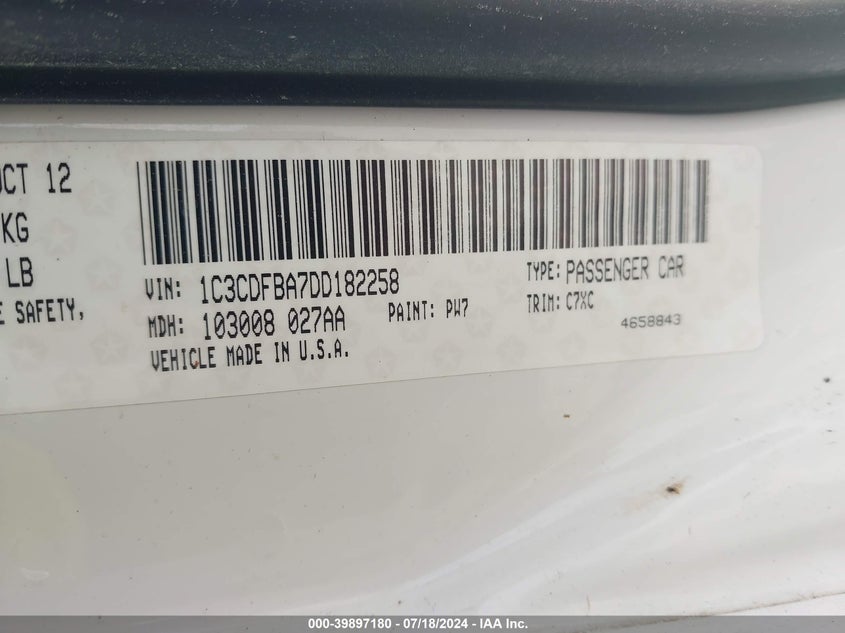 OCT 12
KG
LB
E SAFETY,
VIN: 1C3CDFBA7DD182258 TYPE: PASSENGER CAR
MDH: 103008 027AA PAINT: PW7 TRIM: C7XC
VEHICLE MADE IN U.S.A. 4658843
000-39897180 - 07/18/2024 - IAA Inc.